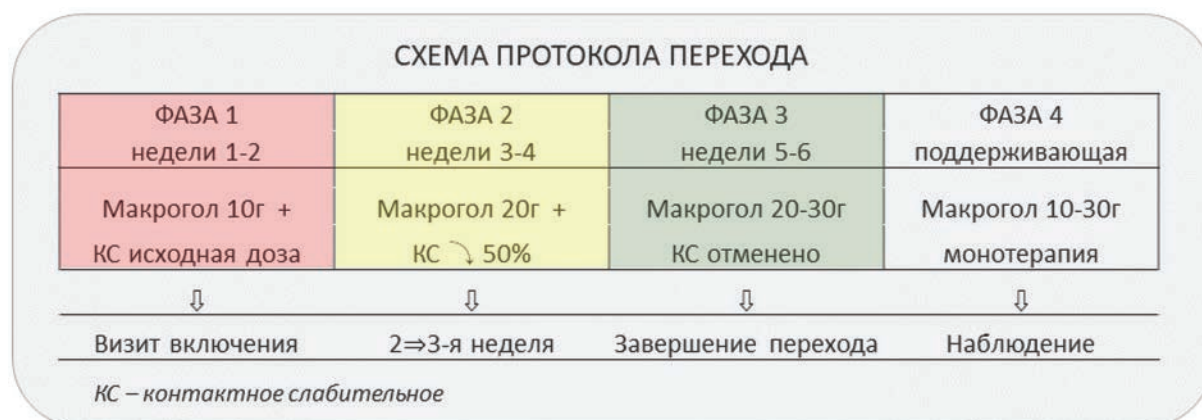 СХЕМА ПРОТОКОЛА ПЕРЕХОДА
ФАЗА 1
недели 1-2
ФАЗА 2
недели 3-4
ФАЗА 3
недели 5-6
ФАЗА 4
поддерживающая
Макрогол 10г +
КС исходная доза
Макрогол 20г +
КС ⤵ 50%
Макрогол 20-30г
КС отменено
Макрогол 10-30г
монотерапия
⇩ ⇩ ⇩ ⇩
Визит включения
2⇒3-я неделя
Завершение перехода
Наблюдение
КС – контактное слабительное